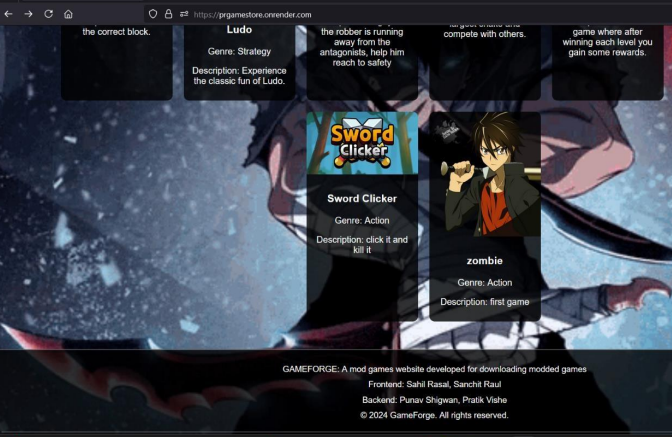 https://prgamestore.onrender.com
the correct block.
Ludo
Genre: Strategy
Description: Experience
the classic fun of Ludo.
the robber is running
away from the
antagonists, help him
reach to safety
compete with others.
game where after
winning each level you
gain some rewards.
Sword
Clicker
Sword Clicker
Genre: Action
Description: click it and
kill it
zombie
Genre: Action
Description: first game
GAMEFORGE: A mod games website developed for downloading modded games
Frontend: Sahil Rasal, Sanchit Raul
Backend: Punav Shigwan, Pratik Vishe
© 2024 GameForge. All rights reserved.